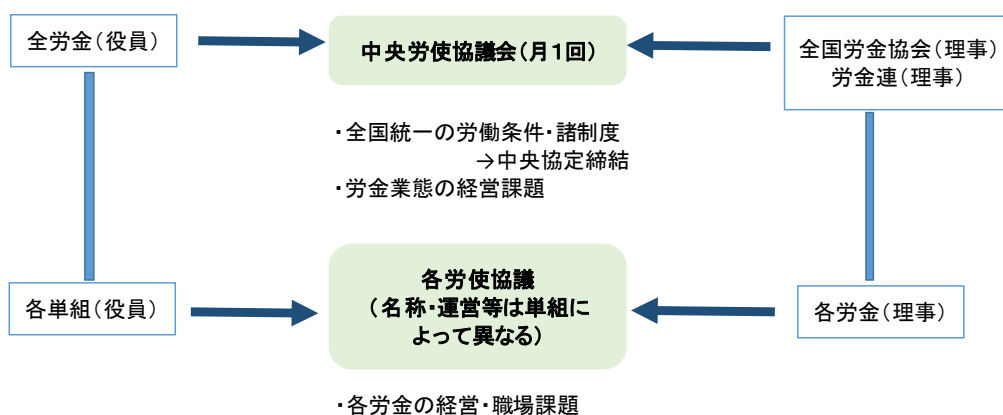 全労金（役員）
中央労使協議会（月１回）
全国労金協会（理事）
労金連（理事）
・全国統一の労働条件・諸制度
→中央協定締結
・労金業態の経営課題
各単組（役員）
各労使協議
（名称・運営等は単組に
よって異なる）
各労金（理事）
・各労金の経営・職場課題